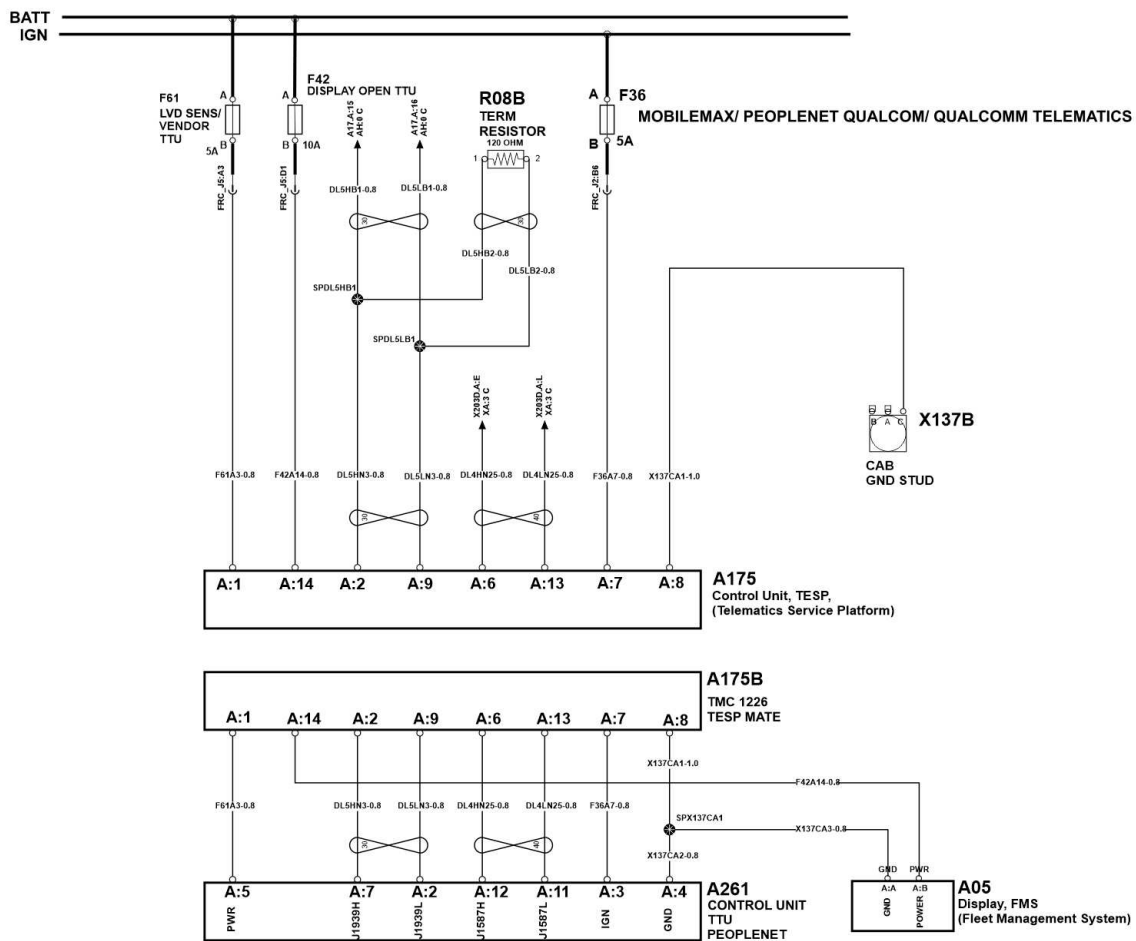 BATT
IGN
F61
LVD SENS/
VENDOR
TTU
A
B
5A
F42
DISPLAY OPEN TTU
A
B
10A
A17.A:15
AH:0 C
A17.A:16
AH:0 C
R08B
TERM
RESISTOR
120 OHM
1
2
A
F36
MOBILEMAX/ PEOPLENET QUALCOM/ QUALCOMM TELEMATICS
B
5A
FRC_J5:A3
FRC_J5:D1
FRC_J2:B6
DL5HB1-0.8
DL5LB1-0.8
30
30
DL5HB2-0.8
DL5LB2-0.8
SPDL5HB1
SPDL5LB1
X203D.A:E
XA:3 C
X203D.A:L
XA:3 C
B
A
C
X137B
CAB
GND STUD
F61A3-0.8
F42A14-0.8
DL5HN3-0.8
DL5LN3-0.8
DL4HN25-0.8
DL4LN25-0.8
F36A7-0.8
X137CA1-1.0
30
40
A:1
A:14
A:2
A:9
A:6
A:13
A:7
A:8
A175
Control Unit, TESP,
(Telematics Service Platform)
A175B
TMC 1226
TESP MATE
A:1
A:14
A:2
A:9
A:6
A:13
A:7
A:8
X137CA1-1.0
F42A14-0.8
F61A3-0.8
DL5HN3-0.8
DL5LN3-0.8
DL4HN25-0.8
DL4LN25-0.8
F36A7-0.8
SPX137CA1
X137CA3-0.8
30
40
X137CA2-0.8
GND
PWR
A:5
A:7
A:2
A:12
A:11
A:3
A:4
PWR
J1939H
J1939L
J1587H
J1587L
IGN
GND
A261
CONTROL UNIT
TTU
PEOPLENET
A:A
A:B
GND
POWER
A05
Display, FMS
(Fleet Management System)